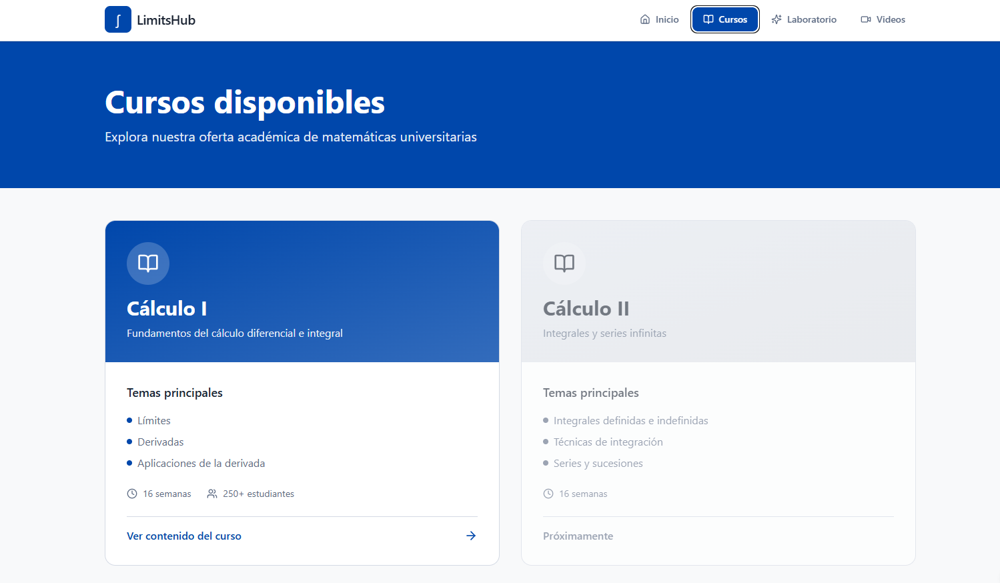 ∫ LimitsHub
Inicio
Cursos
Laboratorio
Videos
Cursos disponibles
Explora nuestra oferta académica de matemáticas universitarias
Cálculo I
Fundamentos del cálculo diferencial e integral
Temas principales
Límites
Derivadas
Aplicaciones de la derivada
16 semanas
250+ estudiantes
Ver contenido del curso
Cálculo II
Integrales y series infinitas
Temas principales
Integrales definidas e indefinidas
Técnicas de integración
Series y sucesiones
16 semanas
Próximamente